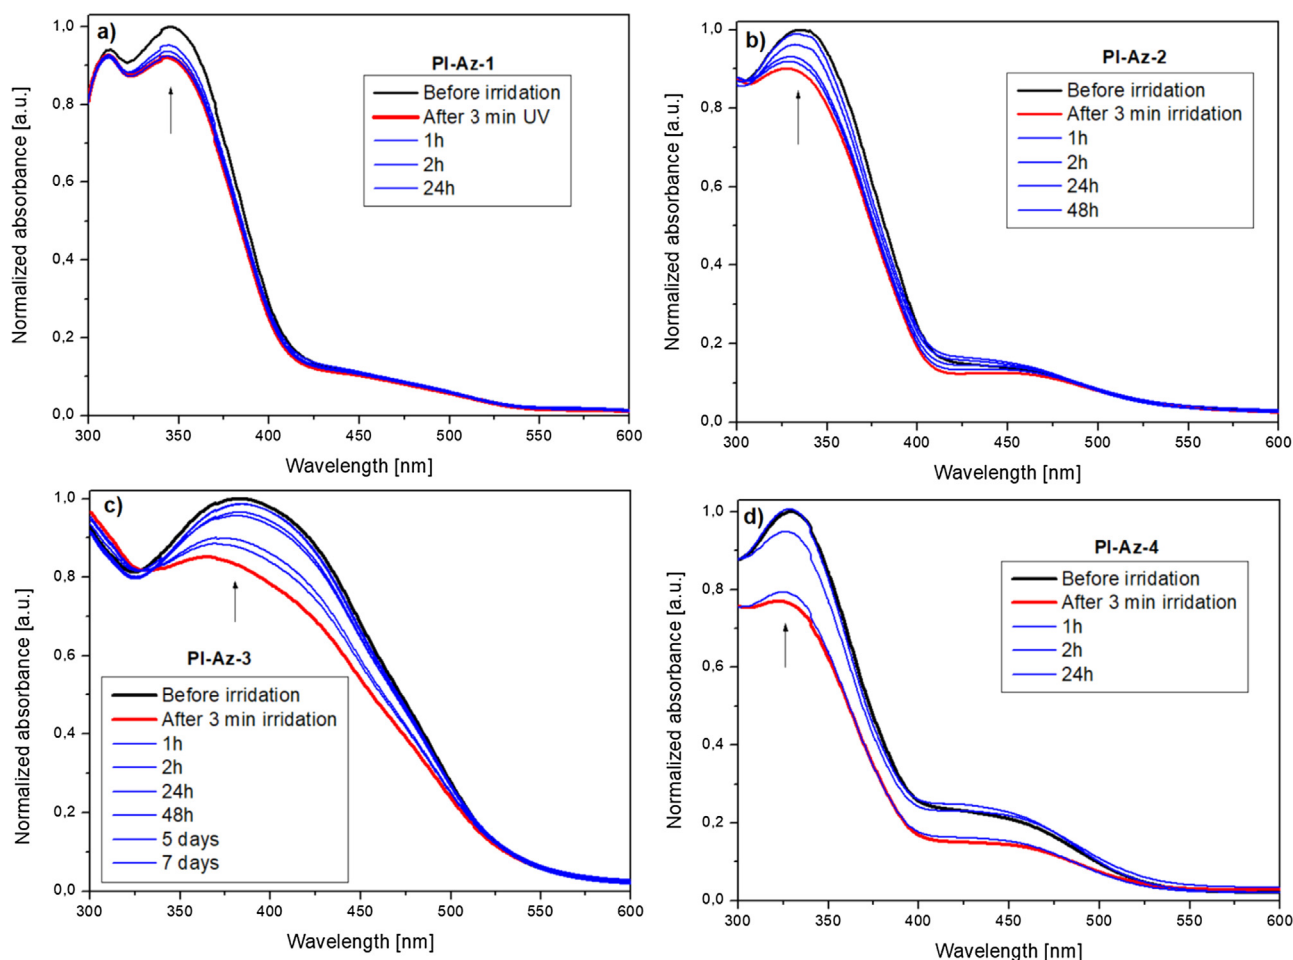 a)
PI-Az-1
Before irridation
After 3 min UV
1h
2h
24h
1,0
0,8
0,6
0,4
0,2
0,0
300 350 400 450 500 550 600
Wavelength [nm]
Normalized absorbance [a.u.]
b)
PI-Az-2
Before irridation
After 3 min irridation
1h
2h
24h
48h
1,0
0,8
0,6
0,4
0,2
0,0
300 350 400 450 500 550 600
Wavelength [nm]
Normalized absorbance [a.u.]
c)
PI-Az-3
Before irridation
After 3 min irridation
1h
2h
24h
48h
5 days
7 days
1,0
0,8
0,6
0,4
0,2
0,0
300 350 400 450 500 550 600
Wavelength [nm]
Normalized absorbance [a.u.]
d)
PI-Az-4
Before irridation
After 3 min irridation
1h
2h
24h
1,0
0,8
0,6
0,4
0,2
0,0
300 350 400 450 500 550 600
Wavelength [nm]
Normalized absorbance [a.u.]